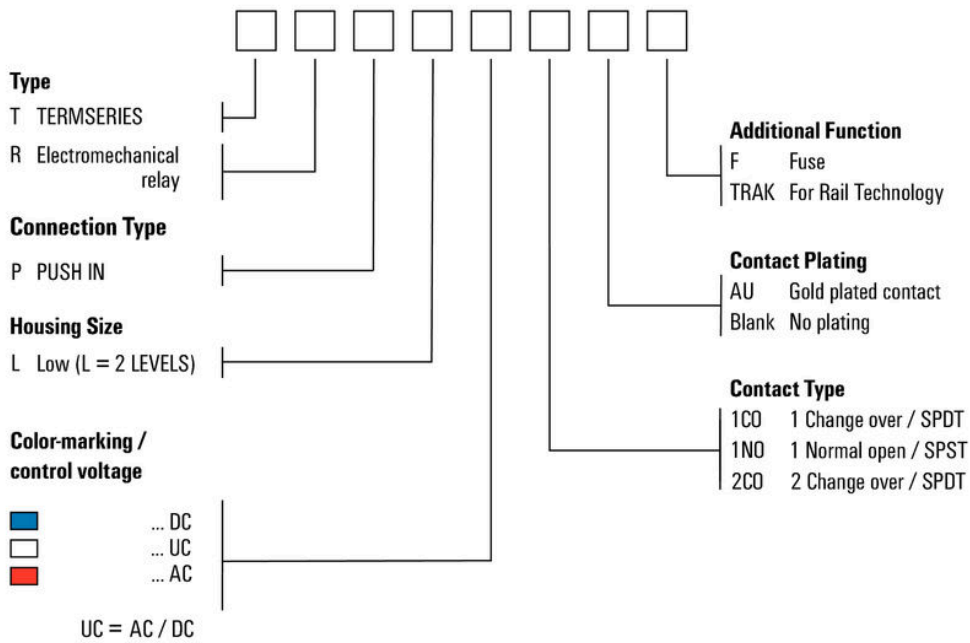 Type
T TERMSERIES
R Electromechanical
relay
Connection Type
P PUSH IN
Housing Size
L Low (L = 2 LEVELS)
Color-marking /
control voltage
... DC
... UC
... AC
UC = AC / DC
Additional Function
F Fuse
TRAK For Rail Technology
Contact Plating
AU Gold plated contact
Blank No plating
Contact Type
1CO 1 Change over / SPDT
1NO 1 Normal open / SPST
2CO 2 Change over / SPDT